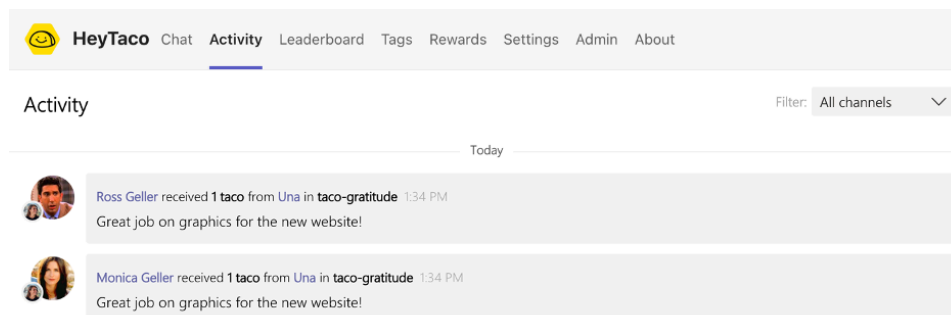 HeyTaco Chat Activity Leaderboard Tags Rewards Settings Admin About
Activity Filter: All channels
Today
Ross Geller received 1 taco from Una in taco-gratitude 1:34 PM
Great job on graphics for the new website!
Monica Geller received 1 taco from Una in taco-gratitude 1:34 PM
Great job on graphics for the new website!